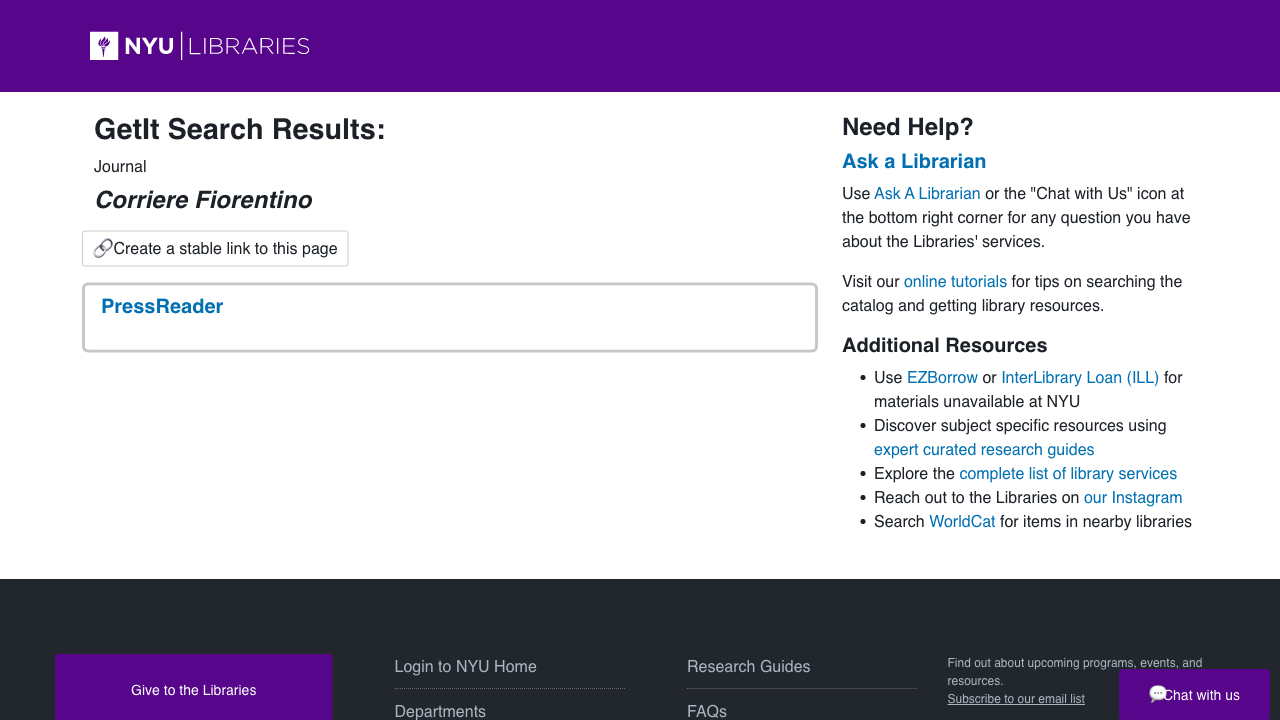 NYU LIBRARIES
GetIt Search Results:
Journal
Corriere Fiorentino
Create a stable link to this page
PressReader
Need Help?
Ask a Librarian
Use Ask A Librarian or the "Chat with Us" icon at
the bottom right corner for any question you have
about the Libraries' services.
Visit our online tutorials for tips on searching the
catalog and getting library resources.
Additional Resources
• Use EZBorrow or InterLibrary Loan (ILL) for
materials unavailable at NYU
• Discover subject specific resources using
expert curated research guides
• Explore the complete list of library services
• Reach out to the Libraries on our Instagram
• Search WorldCat for items in nearby libraries
Give to the Libraries
Login to NYU Home
Departments
Research Guides
FAQs
Find out about upcoming programs, events, and
resources.
Subscribe to our email list
Chat with us